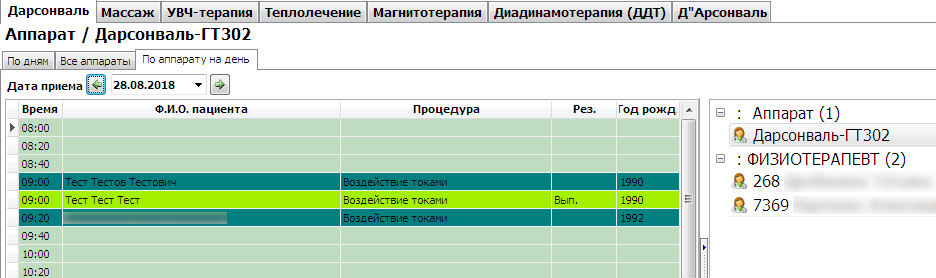 Дарсонваль Массаж УВЧ-терапия Теплолечение Магнитотерапия Диадинамотерапия (ДДТ) Д"Арсонваль
Аппарат / Дарсонваль-ГТ302
По дням Все аппараты По аппарату на день
Дата приема 28.08.2018
Время Ф.И.О. пациента Процедура Рез. Год рожд.
08:00
08:20
08:40
09:00 Тест Тестов Тестович Воздействие токами 1990
09:00 Тест Тест Тест Воздействие токами Вып. 1990
09:20 Воздействие токами 1992
09:40
10:00
10:20
: Аппарат (1)
Дарсонваль-ГТ302
: ФИЗИОТЕРАПЕВТ (2)
268
7369